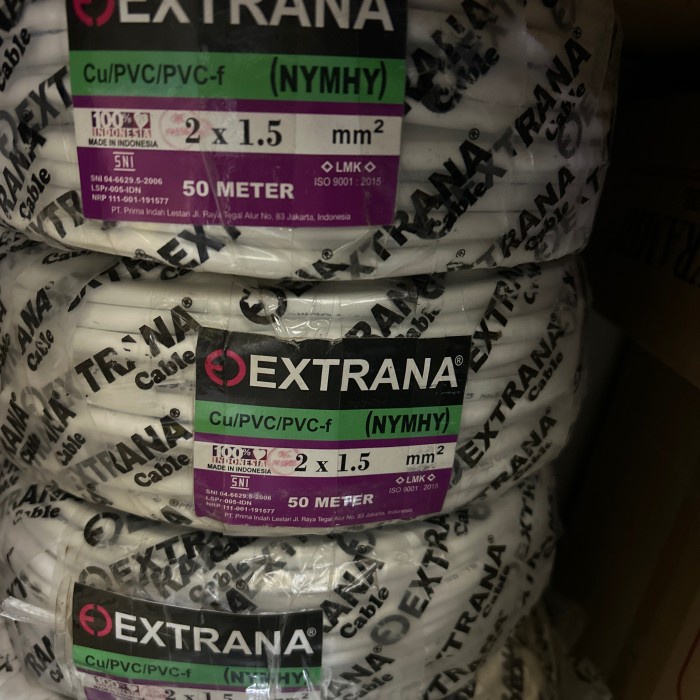 EXTRANA
Cu/PVC/PVC-f (NYMHY)
100% INDONESIA
MADE IN INDONESIA
2 x 1.5 mm²
SNI
LMK
SNI 04-6629.5-2006
LSPr-005-IDN
NRP 111-001-191577
50 METER
ISO 9001 : 2015
PT. Prima Indah Lestari Jl. Raya Tegal Alur No. 83 Jakarta, Indonesia
EXTRANA®
Cable
EXTRANA®
Cu/PVC/PVC-f (NYMHY)
100% INDONESIA
MADE IN INDONESIA
2 x 1.5 mm²
SNI
LMK
SNI 04-6629.5-2006
LSPr-005-IDN
NRP 111-001-191577
50 METER
ISO 9001 : 2015
PT. Prima Indah Lestari Jl. Raya Tegal Alur No. 83 Jakarta, Indonesia
EXTRANA
Cable
EXTRANA®
Cu/PVC/PVC-f (NYMHY)
2 x 1.5